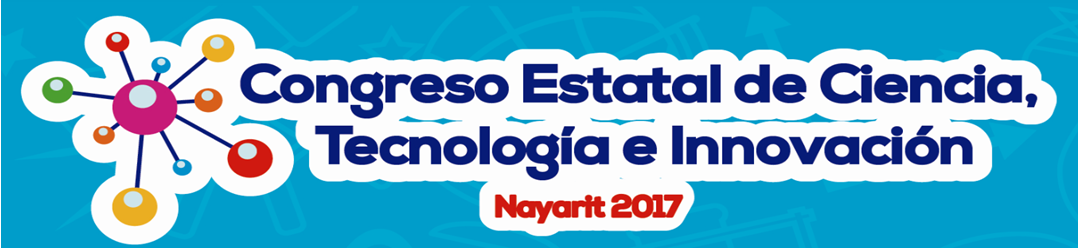 Congreso Estatal de Ciencia,
Tecnología e Innovación
Nayarit 2017